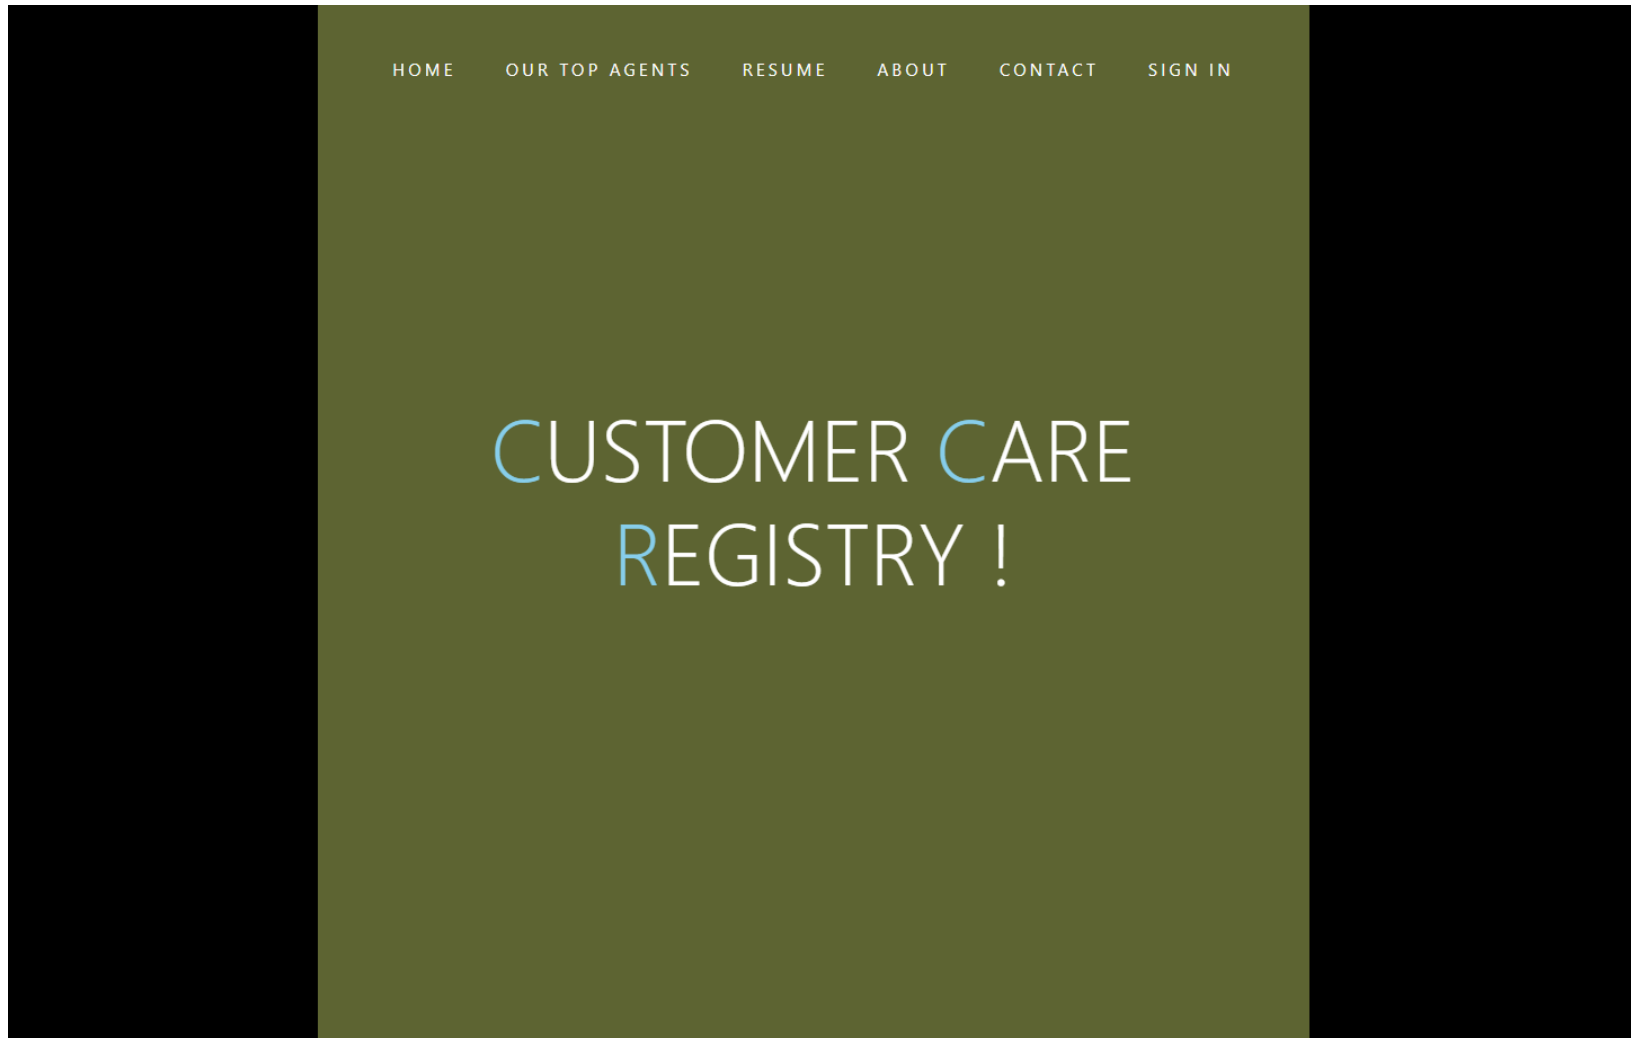 HOME OUR TOP AGENTS RESUME ABOUT CONTACT SIGN IN
CUSTOMER CARE
REGISTRY !